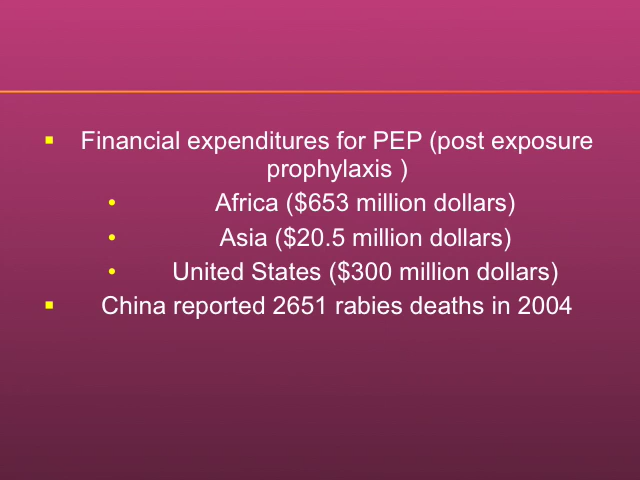 ▪ Financial expenditures for PEP (post exposure
prophylaxis )
• Africa ($653 million dollars)
• Asia ($20.5 million dollars)
• United States ($300 million dollars)
▪ China reported 2651 rabies deaths in 2004